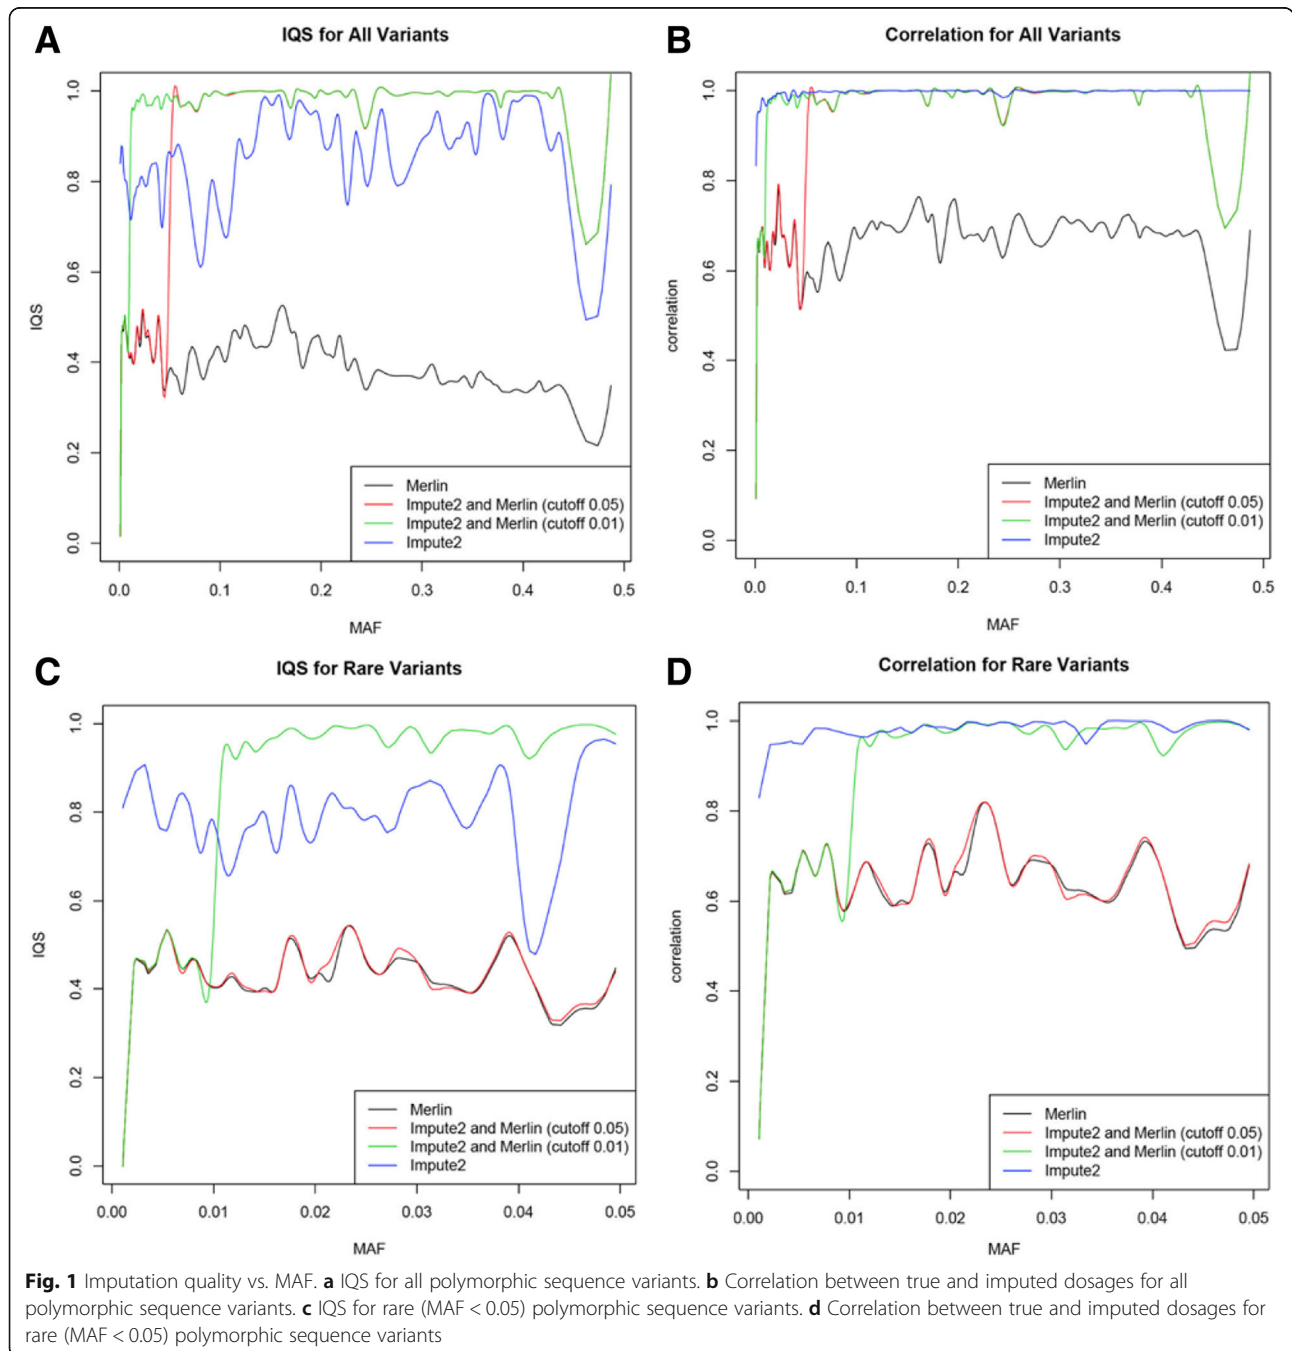 A
IQS for All Variants
IQS
0.0
0.2
0.4
0.6
0.8
1.0
0.0 0.1 0.2 0.3 0.4 0.5
MAF
Merlin
Impute2 and Merlin (cutoff 0.05)
Impute2 and Merlin (cutoff 0.01)
Impute2
B
Correlation for All Variants
correlation
0.0
0.2
0.4
0.6
0.8
1.0
0.0 0.1 0.2 0.3 0.4 0.5
MAF
Merlin
Impute2 and Merlin (cutoff 0.05)
Impute2 and Merlin (cutoff 0.01)
Impute2
C
IQS for Rare Variants
IQS
0.0
0.2
0.4
0.6
0.8
1.0
0.00 0.01 0.02 0.03 0.04 0.05
MAF
Merlin
Impute2 and Merlin (cutoff 0.05)
Impute2 and Merlin (cutoff 0.01)
Impute2
D
Correlation for Rare Variants
correlation
0.0
0.2
0.4
0.6
0.8
1.0
0.00 0.01 0.02 0.03 0.04 0.05
MAF
Merlin
Impute2 and Merlin (cutoff 0.05)
Impute2 and Merlin (cutoff 0.01)
Impute2
Fig. 1 Imputation quality vs. MAF. a IQS for all polymorphic sequence variants. b Correlation between true and imputed dosages for all
polymorphic sequence variants. c IQS for rare (MAF < 0.05) polymorphic sequence variants. d Correlation between true and imputed dosages for
rare (MAF < 0.05) polymorphic sequence variants